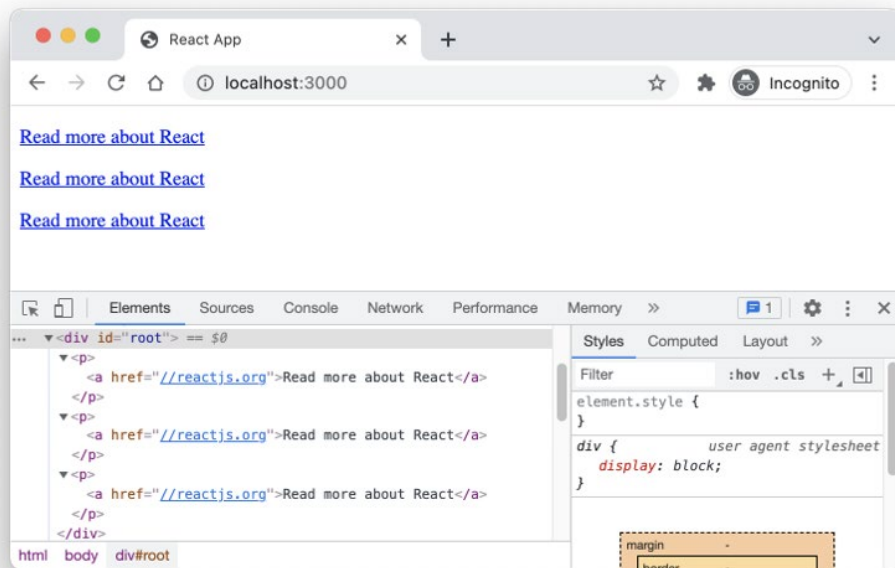 React App
localhost:3000
Incognito
Read more about React
Read more about React
Read more about React
Elements Sources Console Network Performance Memory » 1
... ▼<div id="root"> == $0
▼<p>
<a href="//reactjs.org">Read more about React</a>
</p>
▼<p>
<a href="//reactjs.org">Read more about React</a>
</p>
▼<p>
<a href="//reactjs.org">Read more about React</a>
</p>
</div>
html body div#root
Styles Computed Layout »
Filter :hov .cls +
element.style {
}
div { user agent stylesheet
display: block;
}
margin -
border -